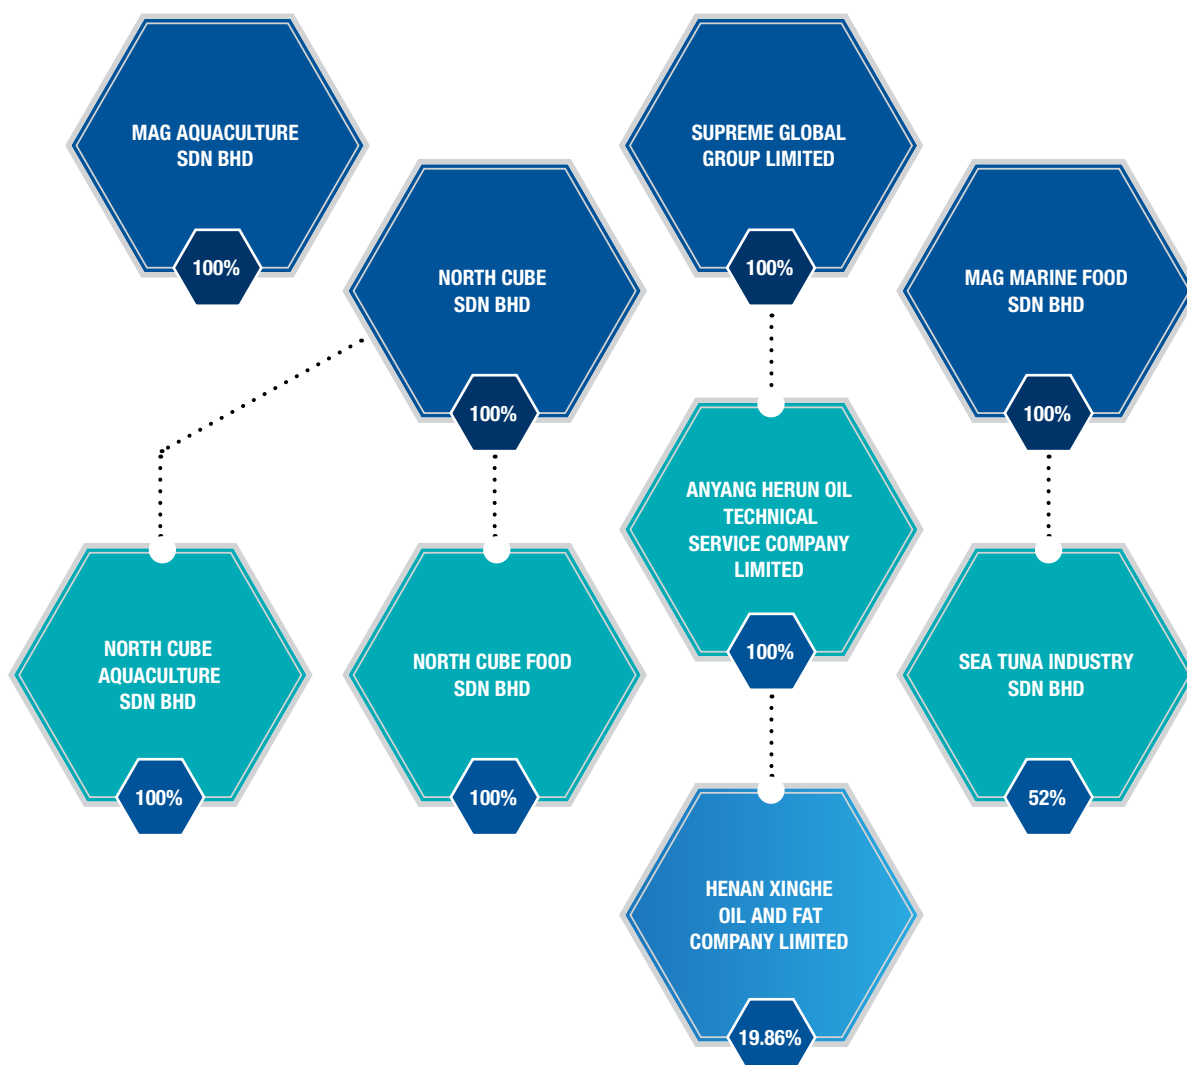 MAG AQUACULTURE
SDN BHD
100%
NORTH CUBE
SDN BHD
100%
SUPREME GLOBAL
GROUP LIMITED
100%
MAG MARINE FOOD
SDN BHD
100%
NORTH CUBE
AQUACULTURE
SDN BHD
100%
NORTH CUBE FOOD
SDN BHD
100%
ANYANG HERUN OIL
TECHNICAL
SERVICE COMPANY
LIMITED
100%
SEA TUNA INDUSTRY
SDN BHD
52%
HENAN XINGHE
OIL AND FAT
COMPANY LIMITED
19.86%